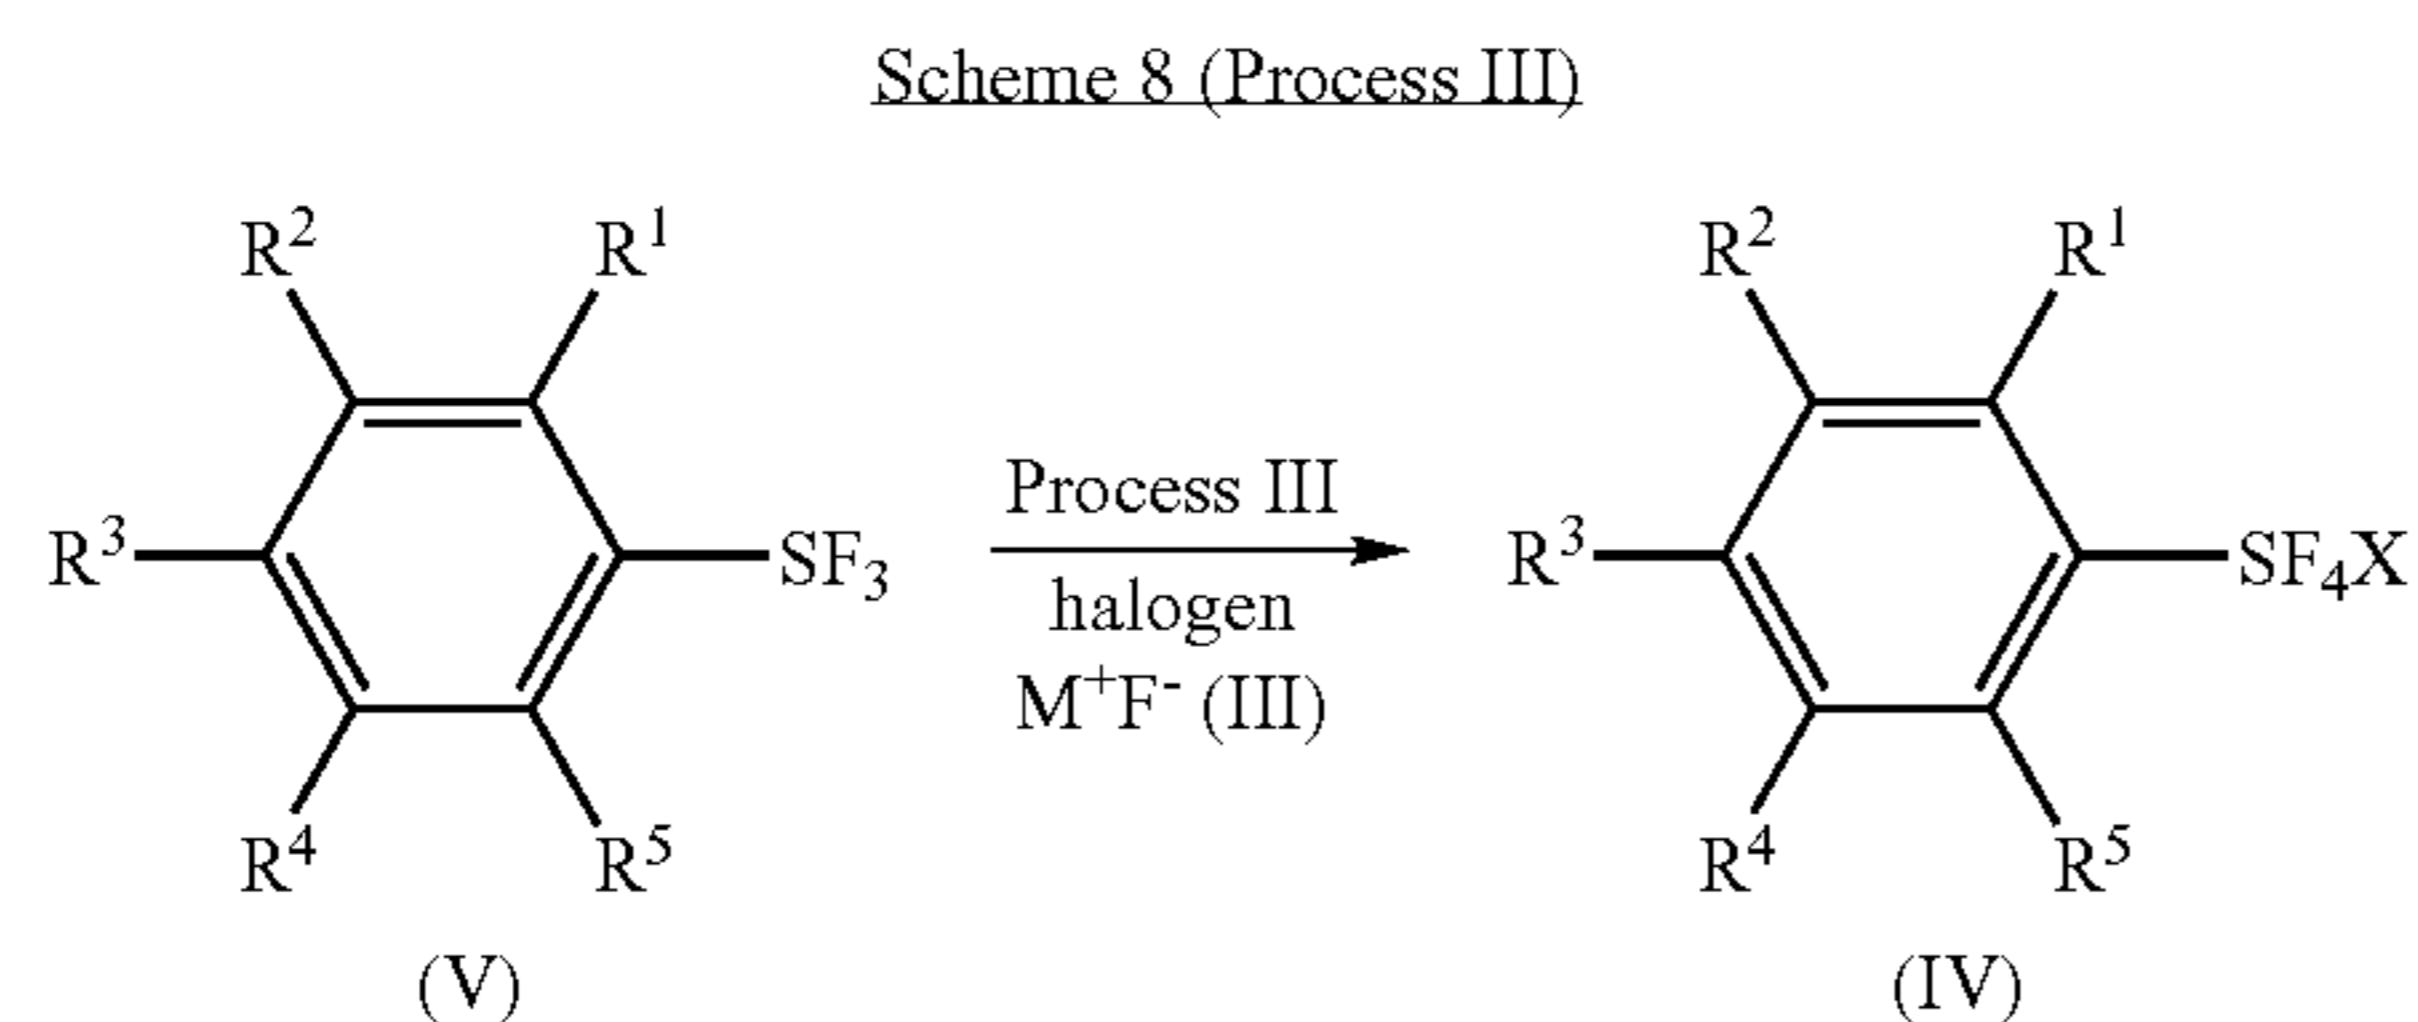 Scheme 8 (Process III)
R² R¹ R² R¹
R³ SF₃ Process III R³ SF₄X
halogen
M⁺F⁻ (III)
R⁴ R⁵ R⁴ R⁵
(V) (IV)